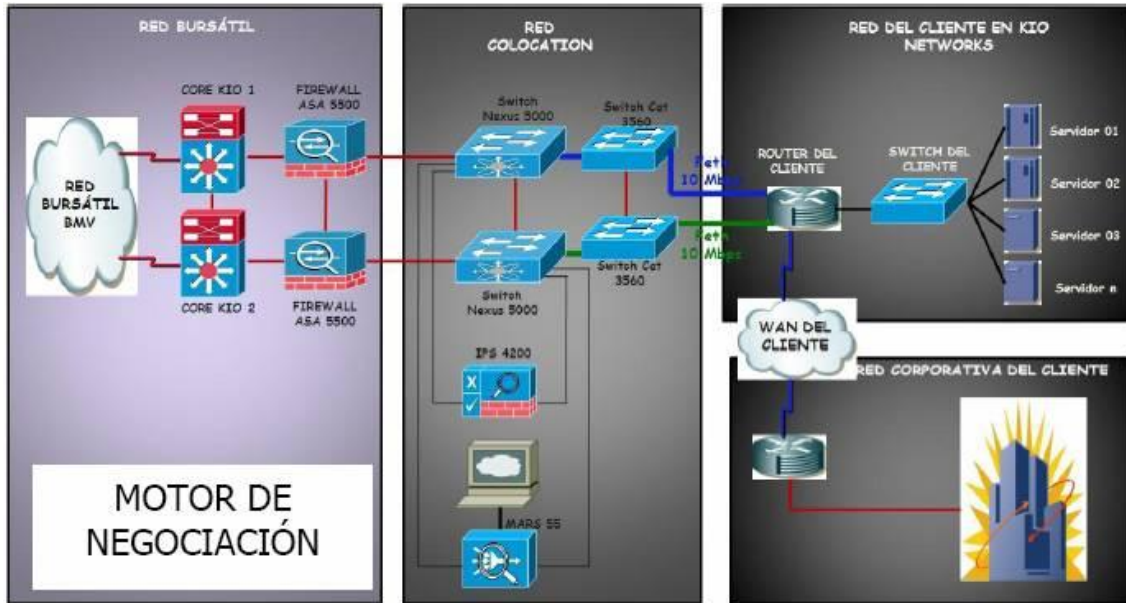 RED BURSÁTIL
CORE KIO 1
FIREWALL
ASA 5500
RED
BURSÁTIL
BMV
CORE KIO 2
FIREWALL
ASA 5500
MOTOR DE
NEGOCIACIÓN
RED
COLOCATION
Switch
Nexus 5000
Switch Cat
3560
Switch
Nexus 5000
Switch Cat
3560
IPS 4200
MARS 55
Feth
10 Mbps
Feth
10 Mbps
RED DEL CLIENTE EN KIO
NETWORKS
ROUTER DEL
CLIENTE
SWITCH DEL
CLIENTE
Servidor 01
Servidor 02
Servidor 03
Servidor n
WAN DEL
CLIENTE
RED CORPORATIVA DEL CLIENTE